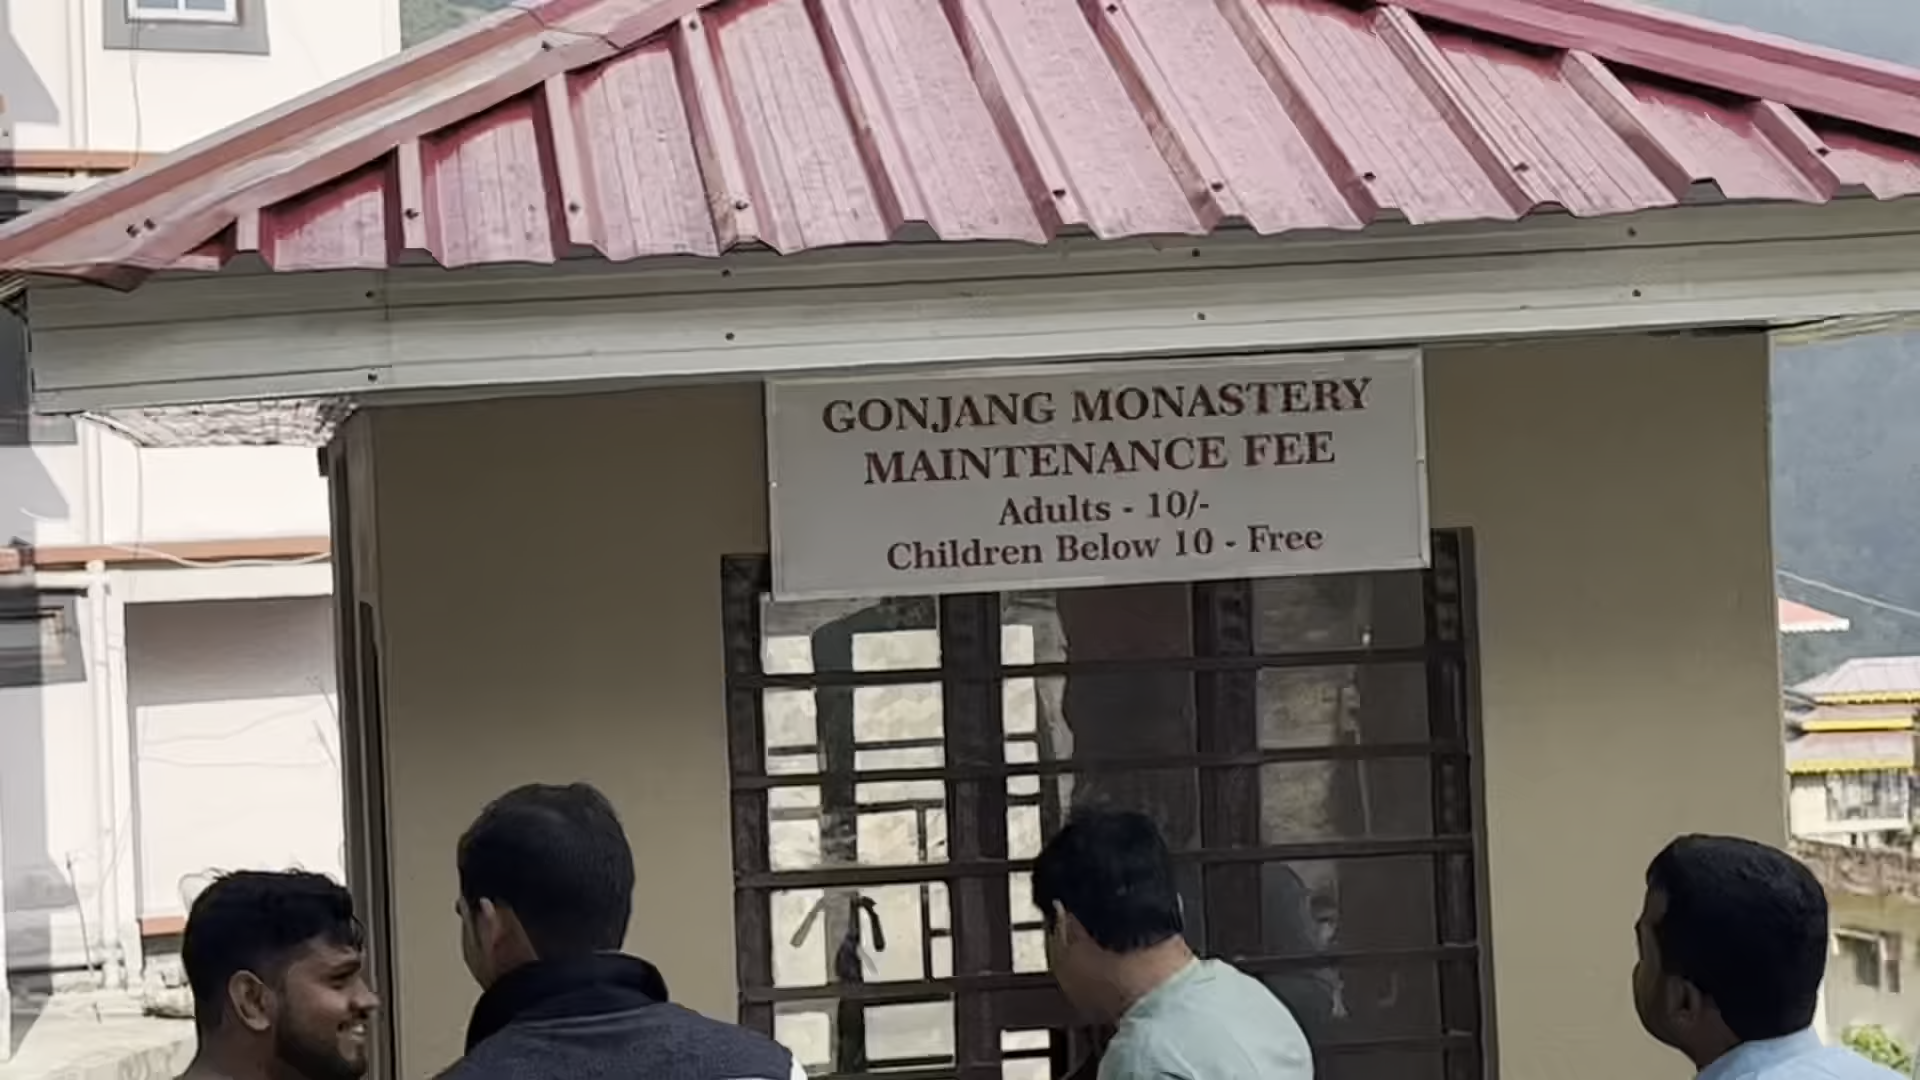 GONJANG MONASTERY
MAINTENANCE FEE
Adults - 10/-
Children Below 10 - Free